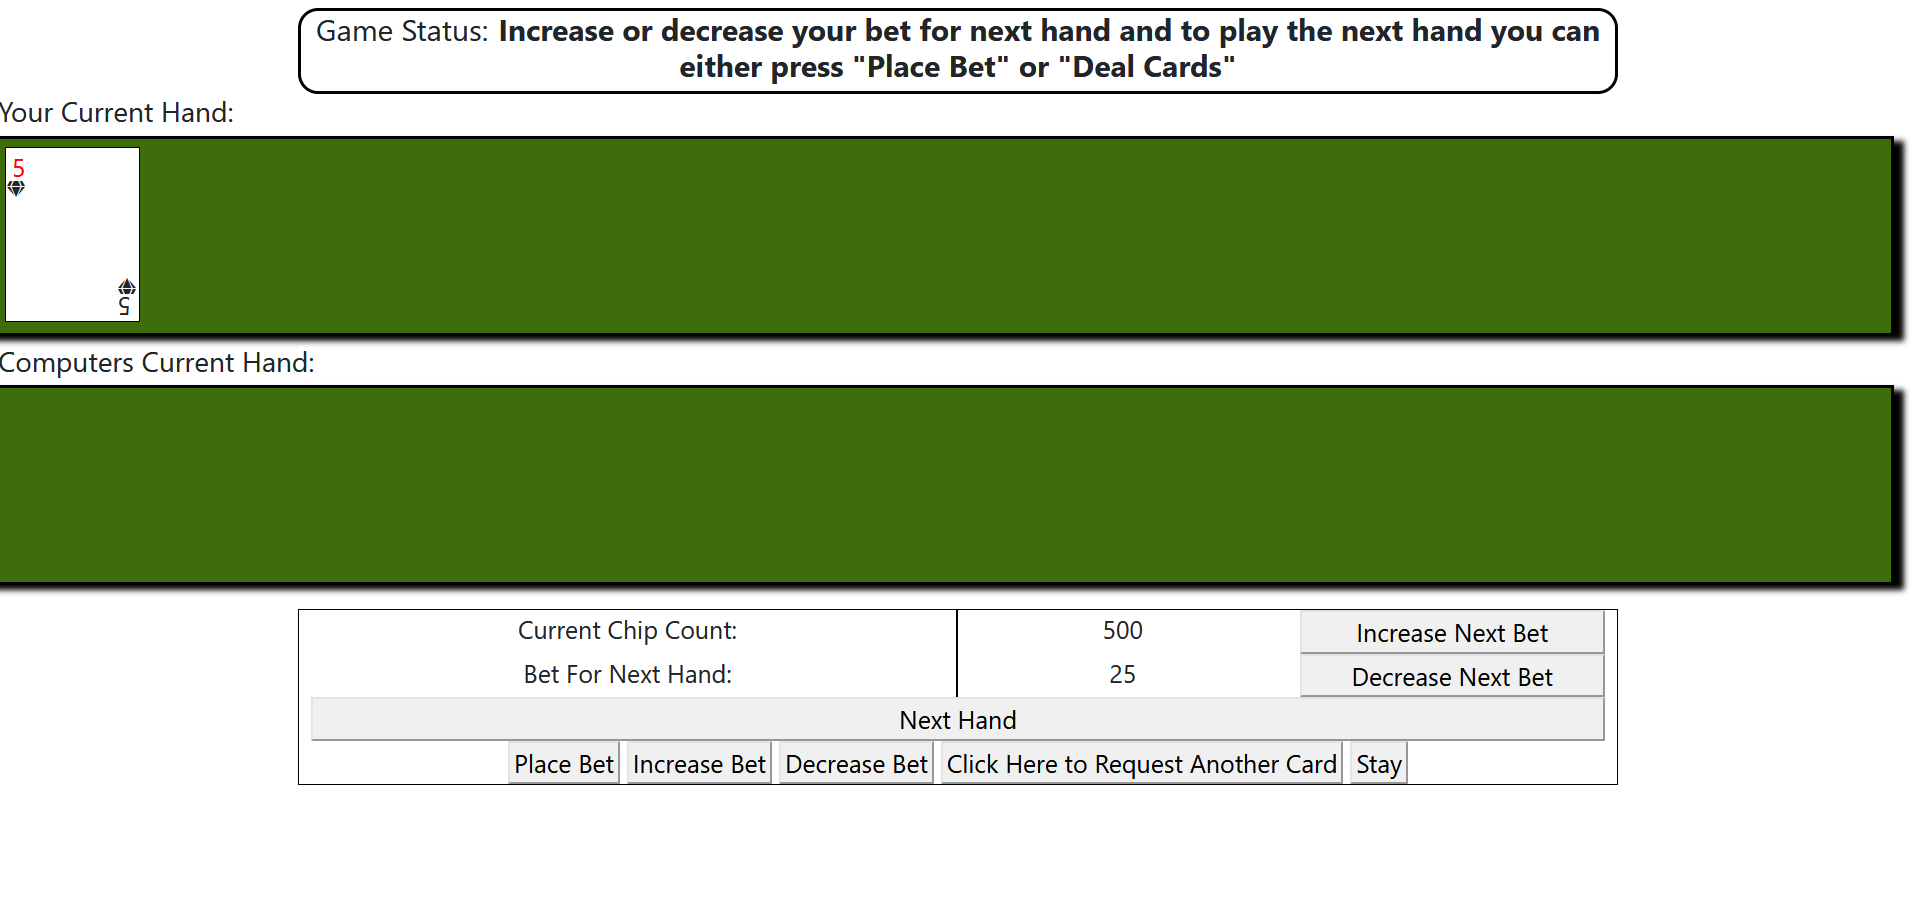 Game Status: Increase or decrease your bet for next hand and to play the next hand you can
either press "Place Bet" or "Deal Cards"
Your Current Hand:
5
5
Computers Current Hand:
Current Chip Count: 500 Increase Next Bet
Bet For Next Hand: 25 Decrease Next Bet
Next Hand
Place Bet Increase Bet Decrease Bet Click Here to Request Another Card Stay